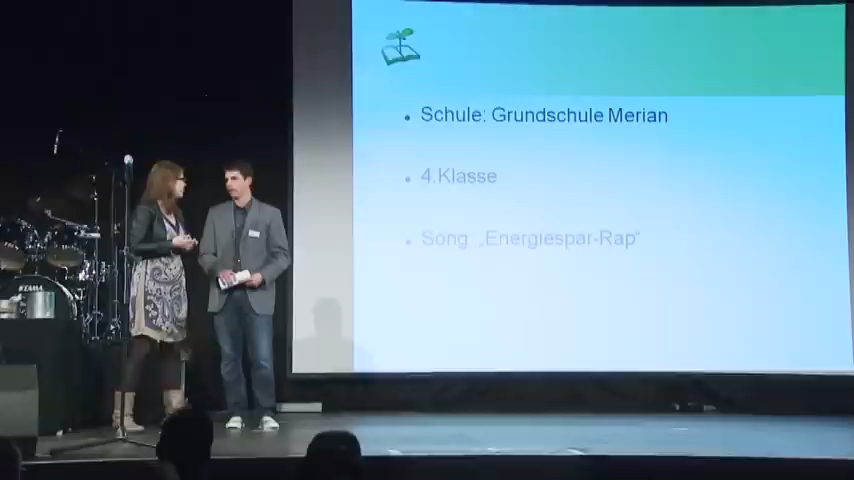 • Schule: Grundschule Merian
• 4.Klasse
• Song „Energiespar-Rap“
TAMA